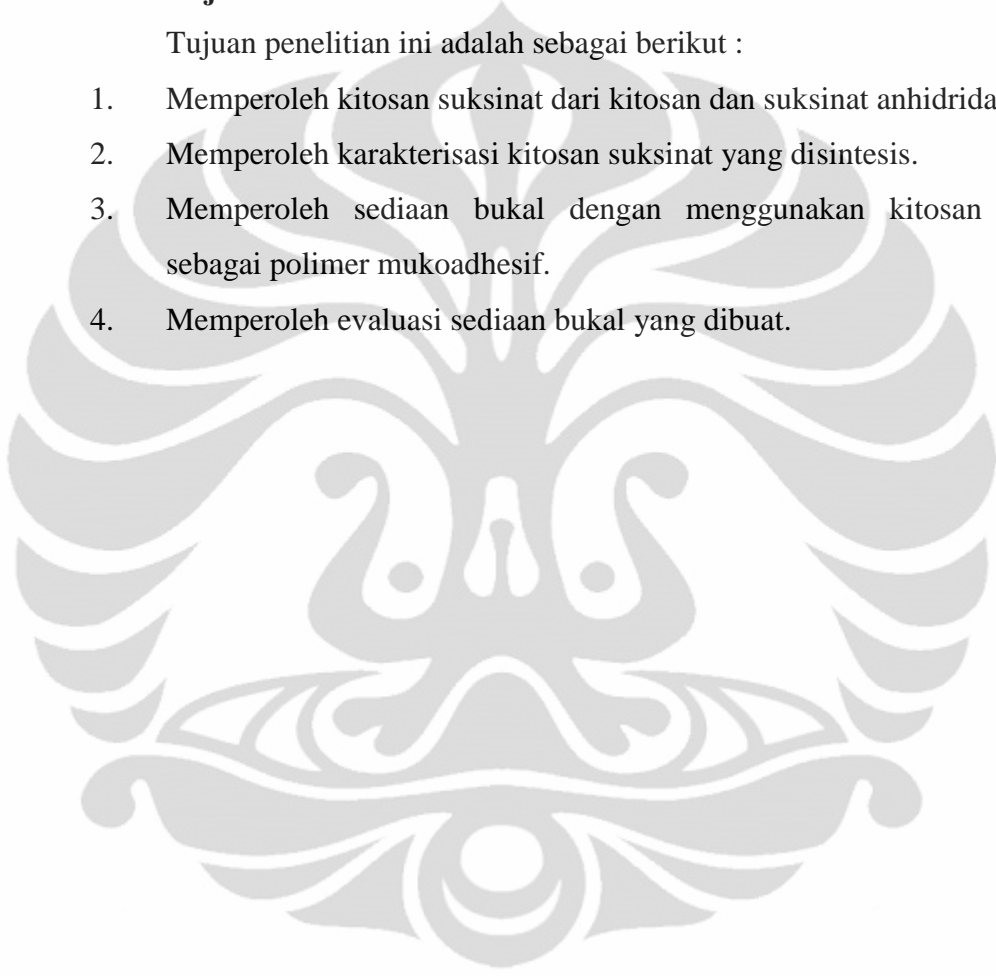 Tujuan penelitian ini adalah sebagai berikut :
1. Memperoleh kitosan suksinat dari kitosan dan suksinat anhidrida
2. Memperoleh karakterisasi kitosan suksinat yang disintesis.
3. Memperoleh sediaan bukal dengan menggunakan kitosan
sebagai polimer mukoadhesif.
4. Memperoleh evaluasi sediaan bukal yang dibuat.